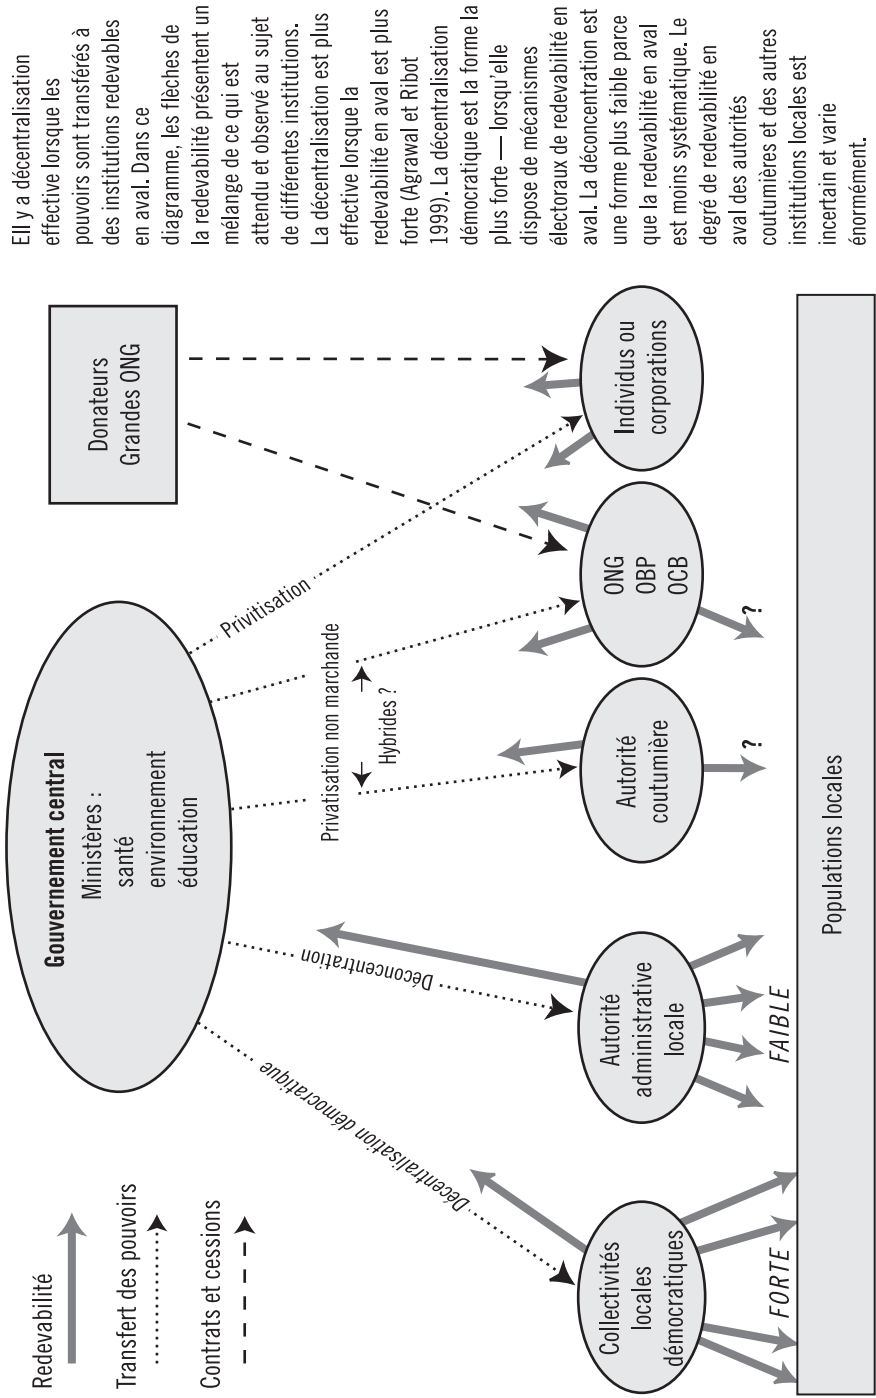 Redevabilité
Transfert des pouvoirs
Contrats et cessions
Gouvernement central
Ministères :
santé
environnement
éducation
Donateurs
Grandes ONG
Décentralisation démocratique
Déconcentration
Privatisation non marchande
Hybrides ?
Privitisation
Collectivités
locales
démocratiques
Autorité
administrative
locale
Autorité
coutumière
ONG
OBP
OCB
Individus ou
corporations
FORTE
FAIBLE
?
?
Populations locales
Ell y a décentralisation
effective lorsque les
pouvoirs sont transférés à
des institutions redevables
en aval. Dans ce
diagramme, les flèches de
la redevabilité présentent un
mélange de ce qui est
attendu et observé au sujet
de différentes institutions.
La décentralisation est plus
effective lorsque la
redevabilité en aval est plus
forte (Agrawal et Ribot
1999). La décentralisation
démocratique est la forme la
plus forte — lorsqu'elle
dispose de mécanismes
électoraux de redevabilité en
aval. La déconcentration est
une forme plus faible parce
que la redevabilité en aval
est moins systématique. Le
degré de redevabilité en
aval des autorités
coutumières et des autres
institutions locales est
incertain et varie
énormément.